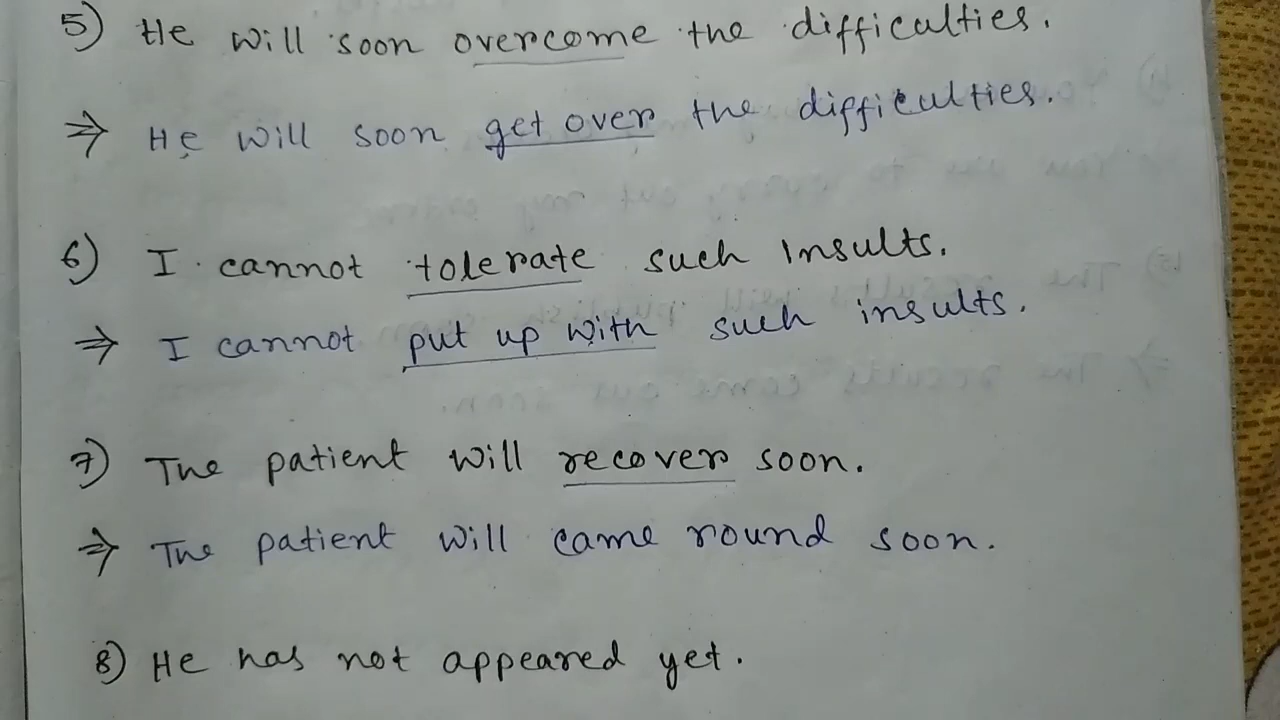 5) He will soon overcome the difficulties.
⇒ He will soon get over the difficulties.
6) I cannot tolerate such insults.
⇒ I cannot put up with such insults.
7) The patient will recover soon.
⇒ The patient will came round soon.
8) He has not appeared yet.